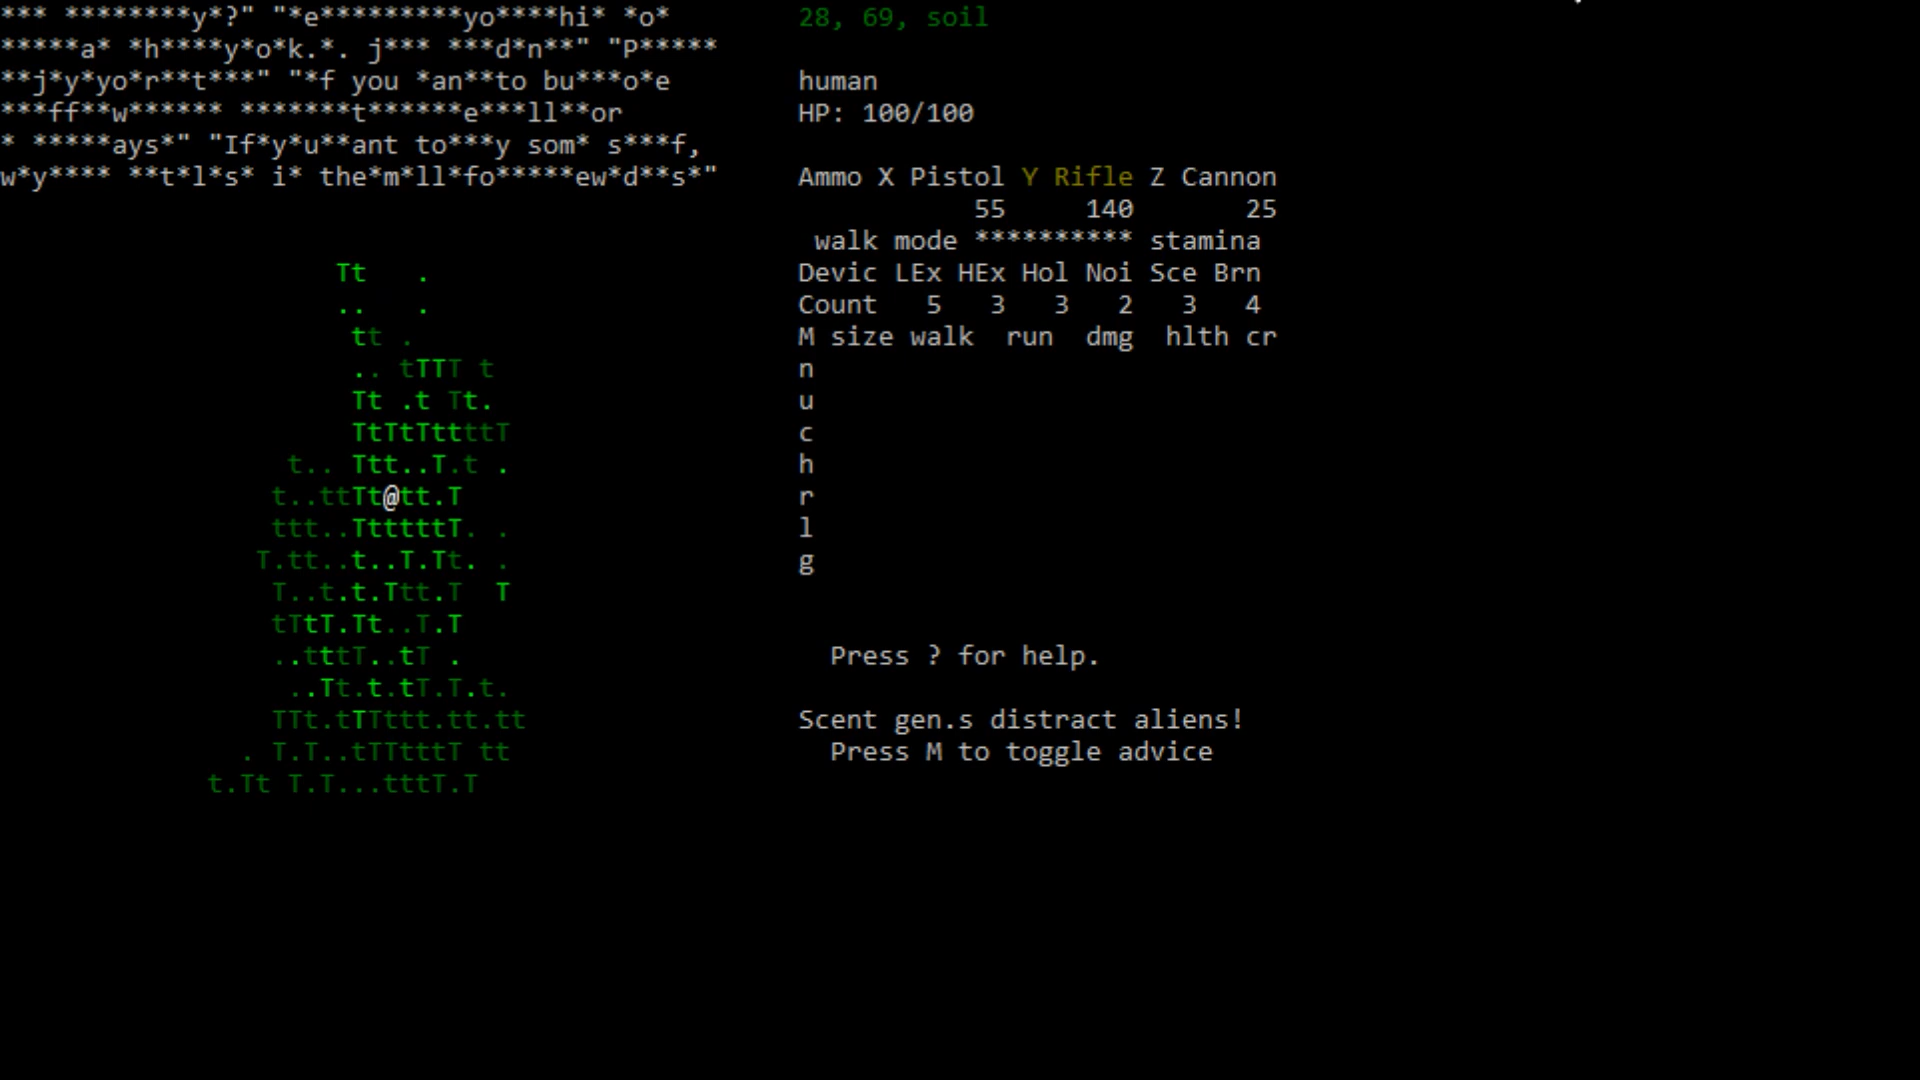 *** ********y*?" "*e*********yo****hi* *o*
*****a* *h****y*o*k.*. j*** ***d*n**" "P*****
**j*y*yo*r**t***" "*f you *an**to bu***o*e
***ff**w****** *******t******e***ll**or
* *****ays*" "If*y*u**ant to***y som* s***f,
w*y**** **t*l*s* i* the*m*ll*fo*****ew*d**s*"
28, 69, soil
human
HP: 100/100
Ammo X Pistol Y Rifle Z Cannon
55 140 25
walk mode ********** stamina
Devic LEx HEx Hol Noi Sce Brn
Count 5 3 3 2 3 4
M size walk run dmg hlth cr
n
u
c
h
r
l
g
Press ? for help.
Scent gen.s distract aliens!
Press M to toggle advice
Tt .
.. .
tt .
.. tTTT t
Tt .t Tt.
TtTtTttttT
t.. Ttt..T.t .
t..ttTt@tt.T
ttt..TtttttT. .
T.tt..t..T.Tt. .
T..t.t.Ttt.T T
tTtT.Tt..T.T
..tttT..tT .
..Tt.t.tT.T.t.
TTt.tTTttt.tt.tt
. T.T..tTTtttT tt
t.Tt T.T...tttT.T